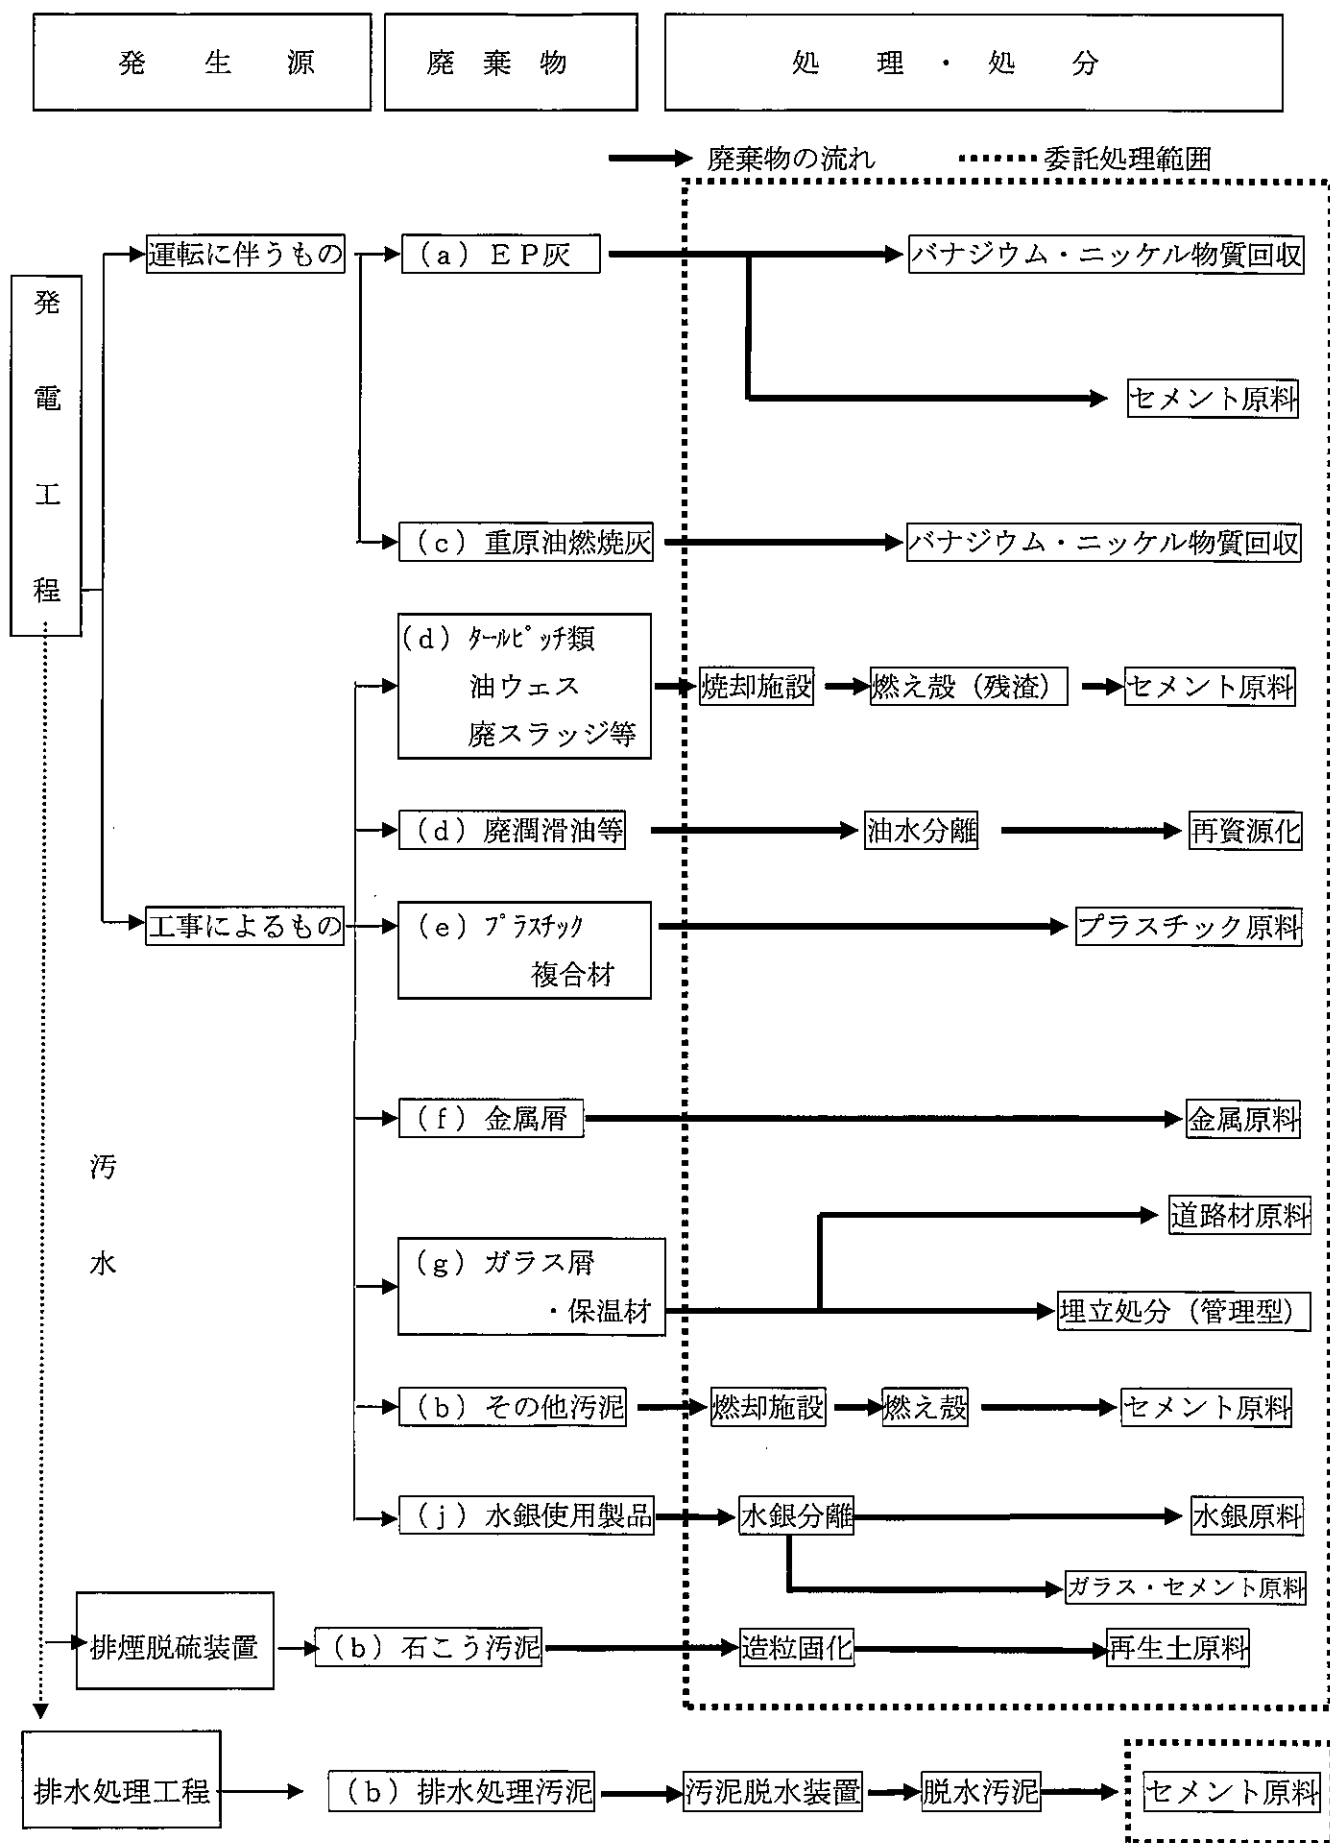 発生源
廃棄物
処理・処分
廃棄物の流れ
委託処理範囲
発電工程
運転に伴うもの
(a) EP灰
バナジウム・ニッケル物質回収
セメント原料
(c) 重原油燃焼灰
バナジウム・ニッケル物質回収
(d) タールピッチ類
油ウェス
廃スラッジ等
焼却施設
燃え殻（残渣）
セメント原料
(d) 廃潤滑油等
油水分離
再資源化
工事によるもの
(e) プラスチック
複合材
プラスチック原料
(f) 金属屑
金属原料
汚水
道路材原料
(g) ガラス屑
・保温材
埋立処分（管理型）
(b) その他汚泥
燃却施設
燃え殻
セメント原料
(j) 水銀使用製品
水銀分離
水銀原料
ガラス・セメント原料
排煙脱硫装置
(b) 石こう汚泥
造粒固化
再生土原料
排水処理工程
(b) 排水処理汚泥
汚泥脱水装置
脱水汚泥
セメント原料